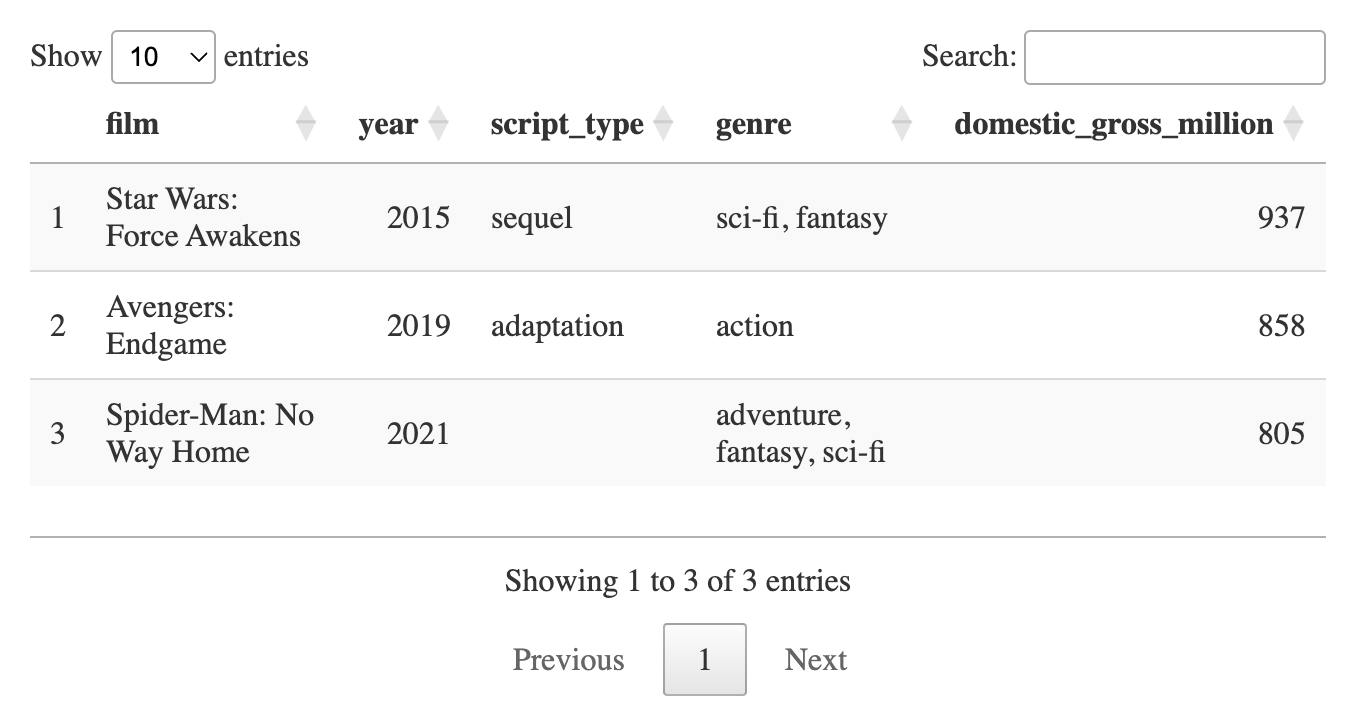 Show 10 entries Search:
film year script_type genre domestic_gross_million
1 Star Wars: Force Awakens 2015 sequel sci-fi, fantasy 937
2 Avengers: Endgame 2019 adaptation action 858
3 Spider-Man: No Way Home 2021 adventure, fantasy, sci-fi 805
Showing 1 to 3 of 3 entries
Previous 1 Next